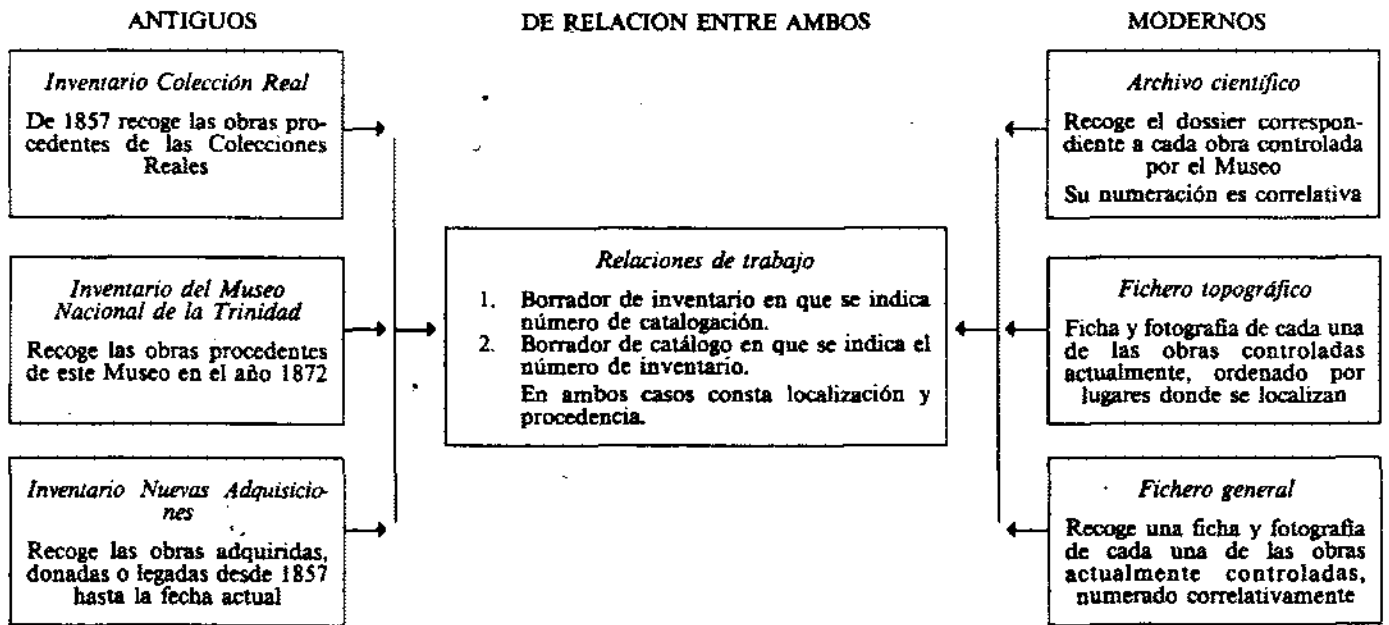 ANTIGUOS
Inventario Colección Real
De 1857 recoge las obras pro-
cedentes de las Colecciones
Reales
Inventario del Museo
Nacional de la Trinidad
Recoge las obras procedentes
de este Museo en el año 1872
Inventario Nuevas Adquisicio-
nes
Recoge las obras adquiridas,
donadas o legadas desde 1857
hasta la fecha actual
DE RELACION ENTRE AMBOS
Relaciones de trabajo
1. Borrador de inventario en que se indica
número de catalogación.
2. Borrador de catálogo en que se indica el
número de inventario.
En ambos casos consta localización y
procedencia.
MODERNOS
Archivo científico
Recoge el dossier correspon-
diente a cada obra controlada
por el Museo
Su numeración es correlativa
Fichero topográfico
Ficha y fotografía de cada una
de las obras controladas
actualmente, ordenado por
lugares donde se localizan
Fichero general
Recoge una ficha y fotografía
de cada una de las obras
actualmente controladas,
numerado correlativamente